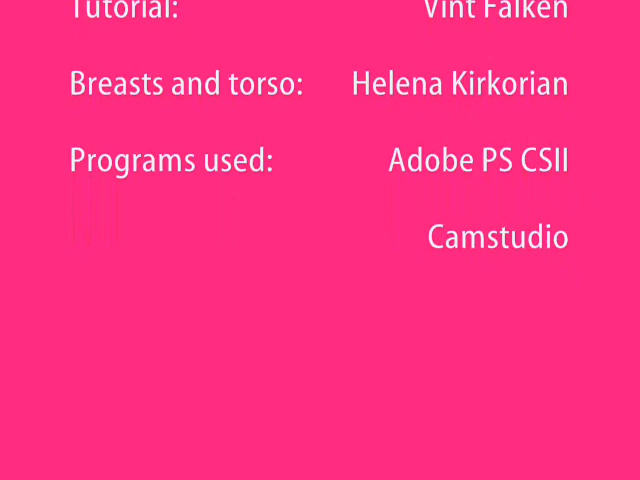 Tutorial: Vint Falken
Breasts and torso: Helena Kirkorian
Programs used: Adobe PS CSII
Camstudio